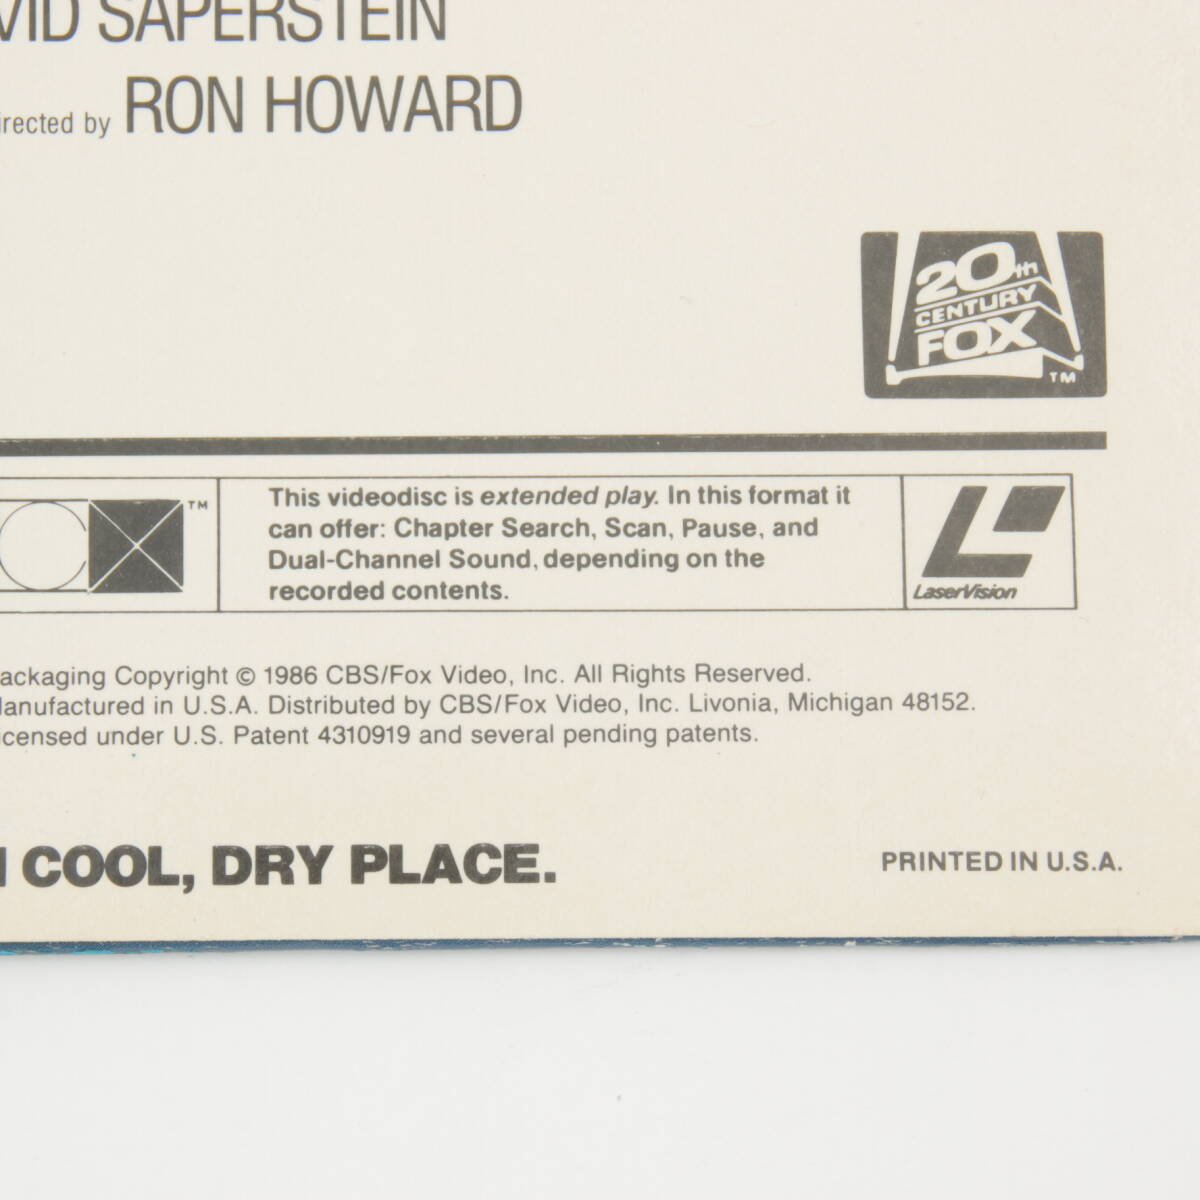 VID SAPERSTEIN
irected by RON HOWARD
20th
CENTURY
FOX
TM
TM
This videodisc is extended play. In this format it
can offer: Chapter Search, Scan, Pause, and
Dual-Channel Sound, depending on the
recorded contents.
LaserVision
ackaging Copyright © 1986 CBS/Fox Video, Inc. All Rights Reserved.
anufactured in U.S.A. Distributed by CBS/Fox Video, Inc. Livonia, Michigan 48152.
icensed under U.S. Patent 4310919 and several pending patents.
COOL, DRY PLACE.
PRINTED IN U.S.A.